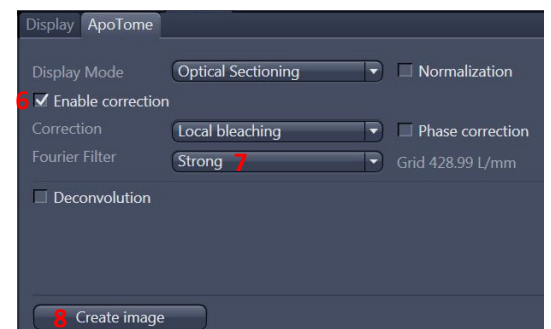 Display ApoTome
Display Mode Optical Sectioning Normalization
6 Enable correction
Correction Local bleaching Phase correction
Fourier Filter Strong 7 Grid 428.99 L/mm
Deconvolution
8 Create image